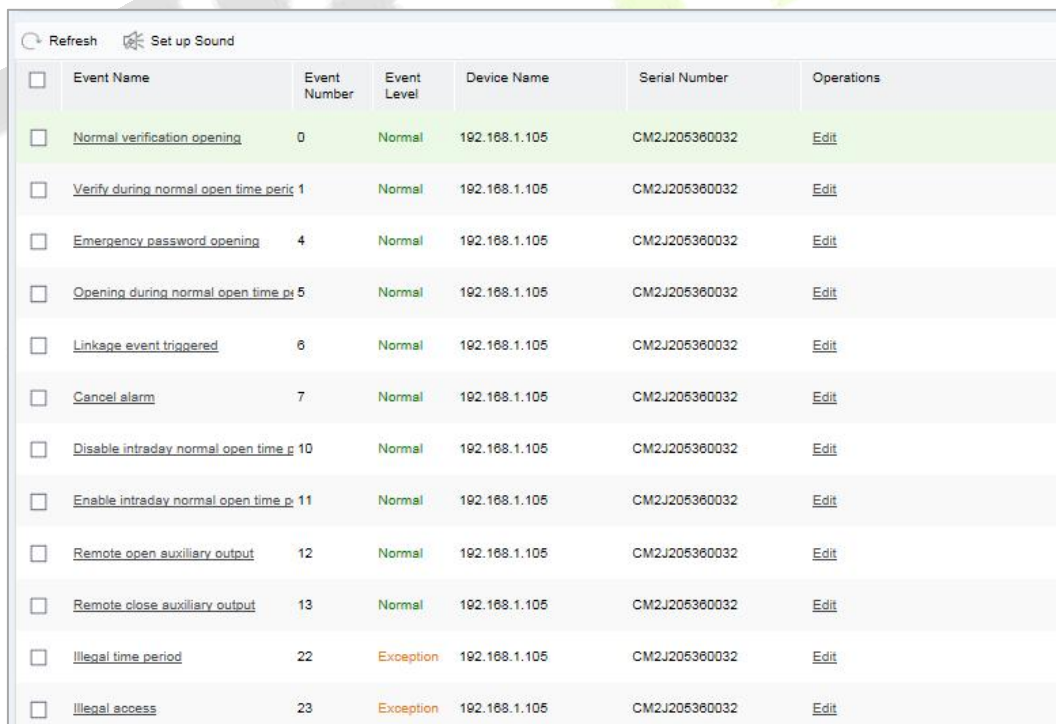 Refresh Set up Sound
Event Name Event Number Event Level Device Name Serial Number Operations
Normal verification opening 0 Normal 192.168.1.105 CM2J205360032 Edit
Verify during normal open time peric 1 Normal 192.168.1.105 CM2J205360032 Edit
Emergency password opening 4 Normal 192.168.1.105 CM2J205360032 Edit
Opening during normal open time pe 5 Normal 192.168.1.105 CM2J205360032 Edit
Linkage event triggered 6 Normal 192.168.1.105 CM2J205360032 Edit
Cancel alarm 7 Normal 192.168.1.105 CM2J205360032 Edit
Disable intraday normal open time p 10 Normal 192.168.1.105 CM2J205360032 Edit
Enable intraday normal open time p 11 Normal 192.168.1.105 CM2J205360032 Edit
Remote open auxiliary output 12 Normal 192.168.1.105 CM2J205360032 Edit
Remote close auxiliary output 13 Normal 192.168.1.105 CM2J205360032 Edit
Illegal time period 22 Exception 192.168.1.105 CM2J205360032 Edit
Illegal access 23 Exception 192.168.1.105 CM2J205360032 Edit